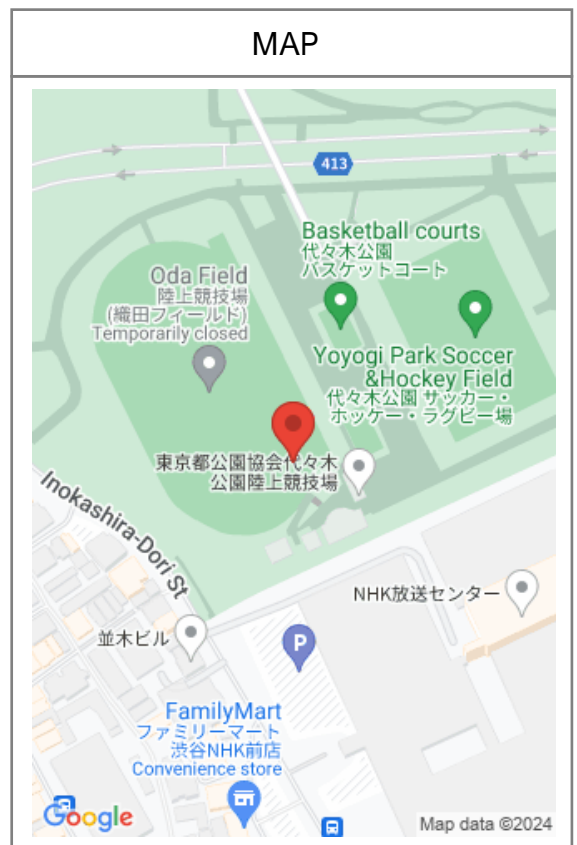 MAP
413
Basketball courts
代々木公園
バスケットコート
Oda Field
陸上競技場
(織田フィールド)
Temporarily closed
Yoyogi Park Soccer
&Hockey Field
代々木公園 サッカー・
ホッケー・ラグビー場
東京都公園協会代々木
公園陸上競技場
Inokashira-Dori St
NHK放送センター
並木ビル
P
FamilyMart
ファミリーマート
渋谷NHK前店
Convenience store
Google
Map data ©2024